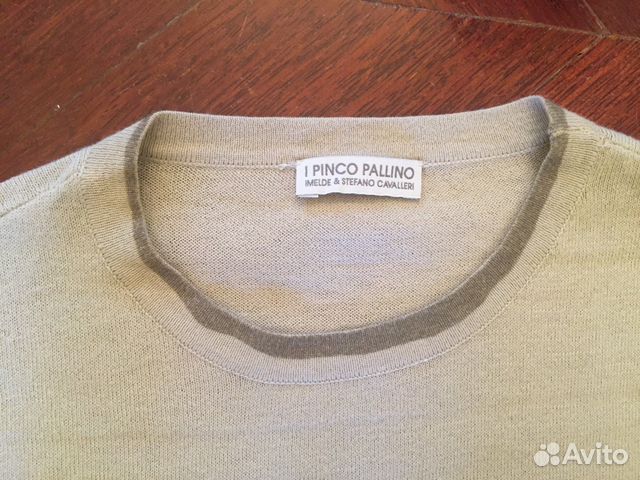 I PINCO PALLINO
IMELDE & STEFANO CAVALLERI
Avito